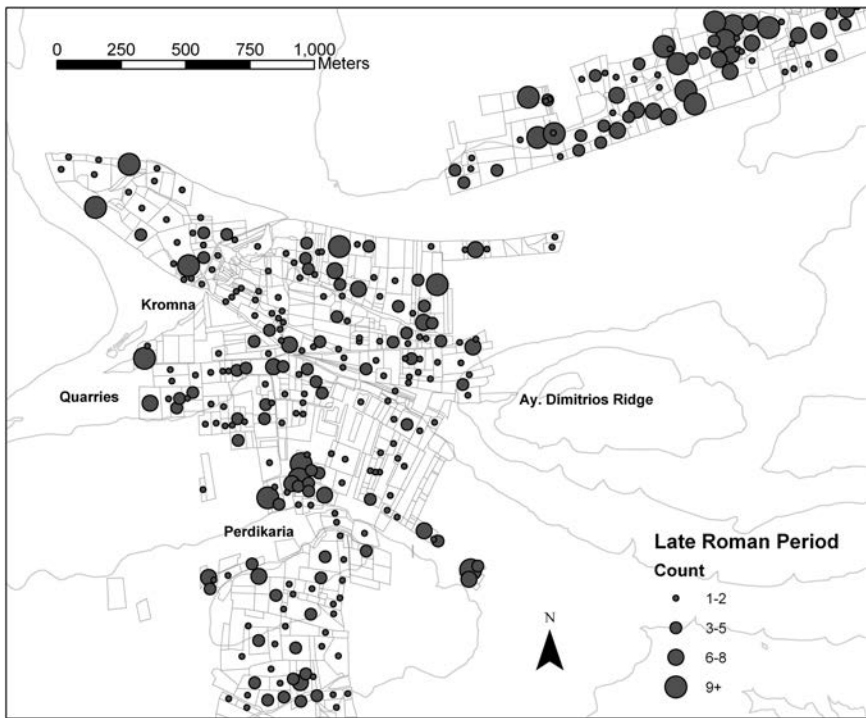 0 250 500 750 1,000
Meters
Kromna
Quarries
Ay. Dimitrios Ridge
Perdikaria
Late Roman Period
Count
N
1-2
3-5
6-8
9+